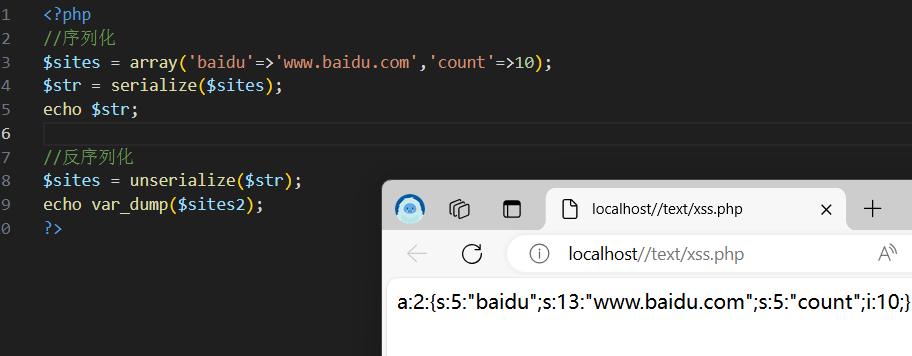 1 <?php
2 //序列化
3 $sites = array('baidu'=>'www.baidu.com','count'=>10);
4 $str = serialize($sites);
5 echo $str;
6
7 //反序列化
8 $sites = unserialize($str);
9 echo var_dump($sites2);
0 ?>
localhost//text/xss.php
localhost//text/xss.php
a:2:{s:5:"baidu";s:13:"www.baidu.com";s:5:"count";i:10;}